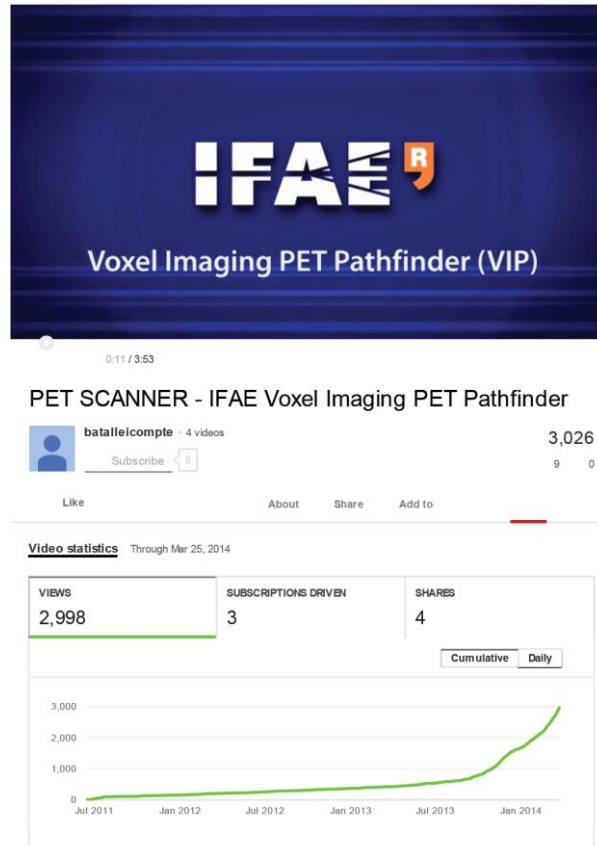 IFAE R
Voxel Imaging PET Pathfinder (VIP)
0:11 / 3:53
PET SCANNER - IFAE Voxel Imaging PET Pathfinder
batalleicompte · 4 videos
3,026
Subscribe 5
9 0
Like About Share Add to
Video statistics Through Mar 25, 2014
VIEWS SUBSCRIPTIONS DRIVEN SHARES
2,998 3 4
Cumulative Daily
3,000
2,000
1,000
0
Jul 2011 Jan 2012 Jul 2012 Jan 2013 Jul 2013 Jan 2014